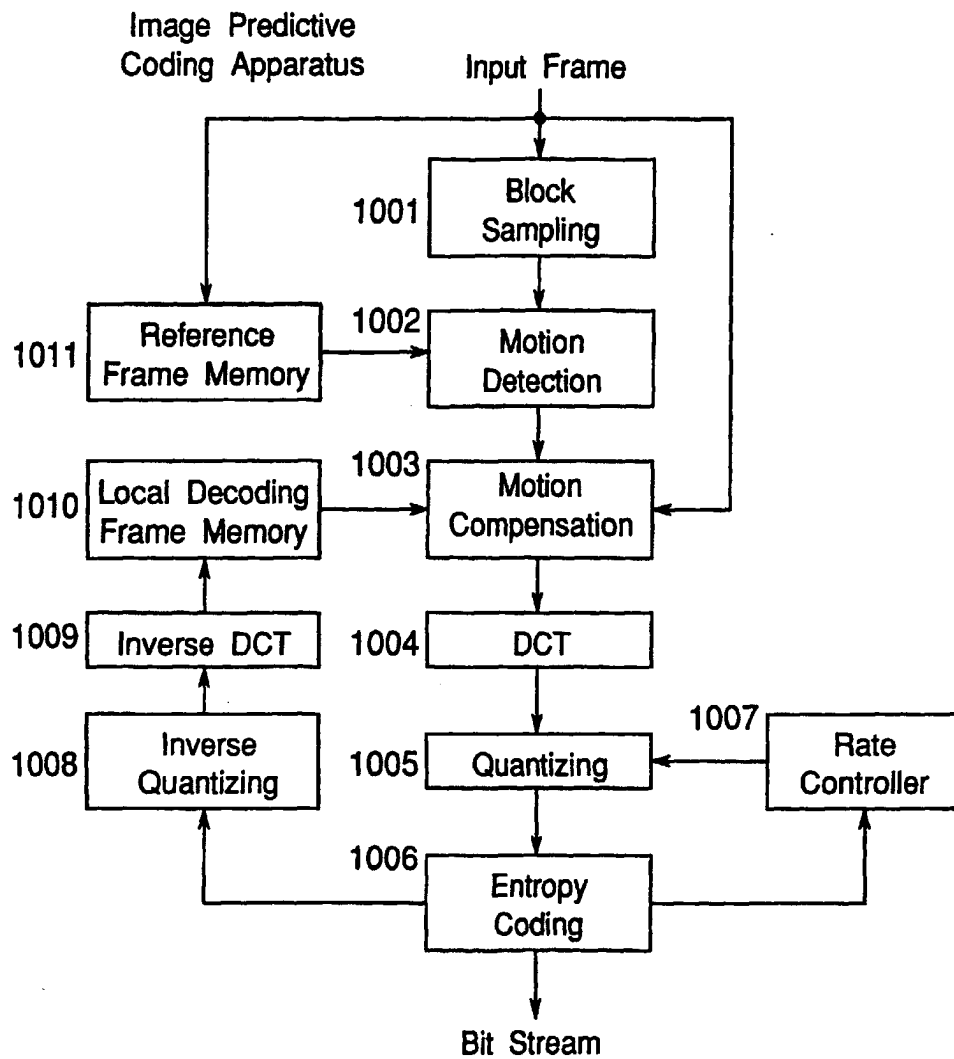 Image Predictive
Coding Apparatus
Input Frame
1001
Block
Sampling
1011
Reference
Frame Memory
1002
Motion
Detection
1010
Local Decoding
Frame Memory
1003
Motion
Compensation
1009
Inverse DCT
1004
DCT
1008
Inverse
Quantizing
1005
Quantizing
1007
Rate
Controller
1006
Entropy
Coding
Bit Stream